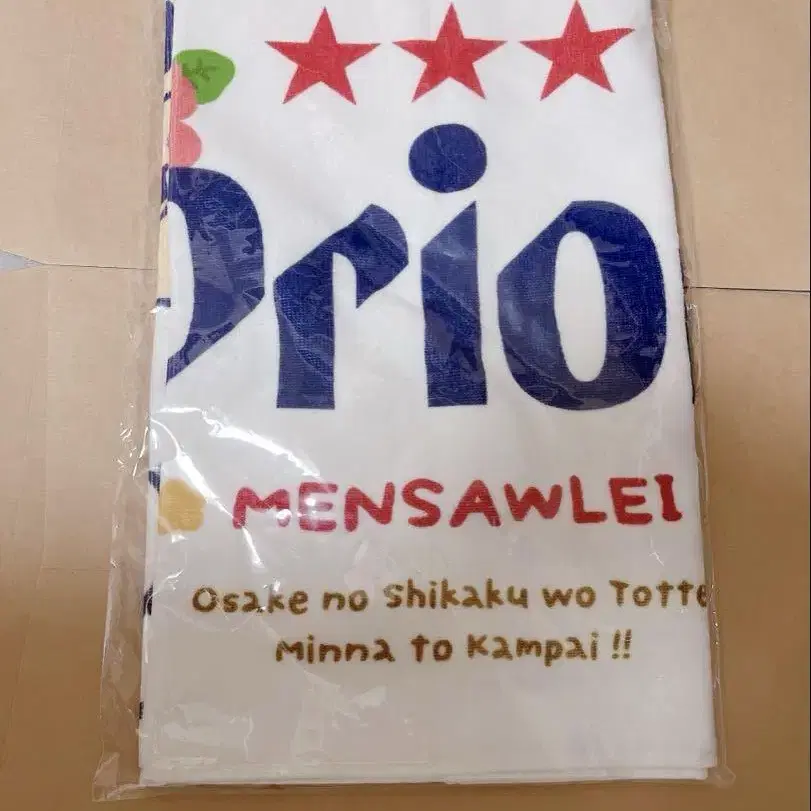 Orio
MENSAWLEI
Osake no Shikaku wo Totte
Minna to Kampai !!